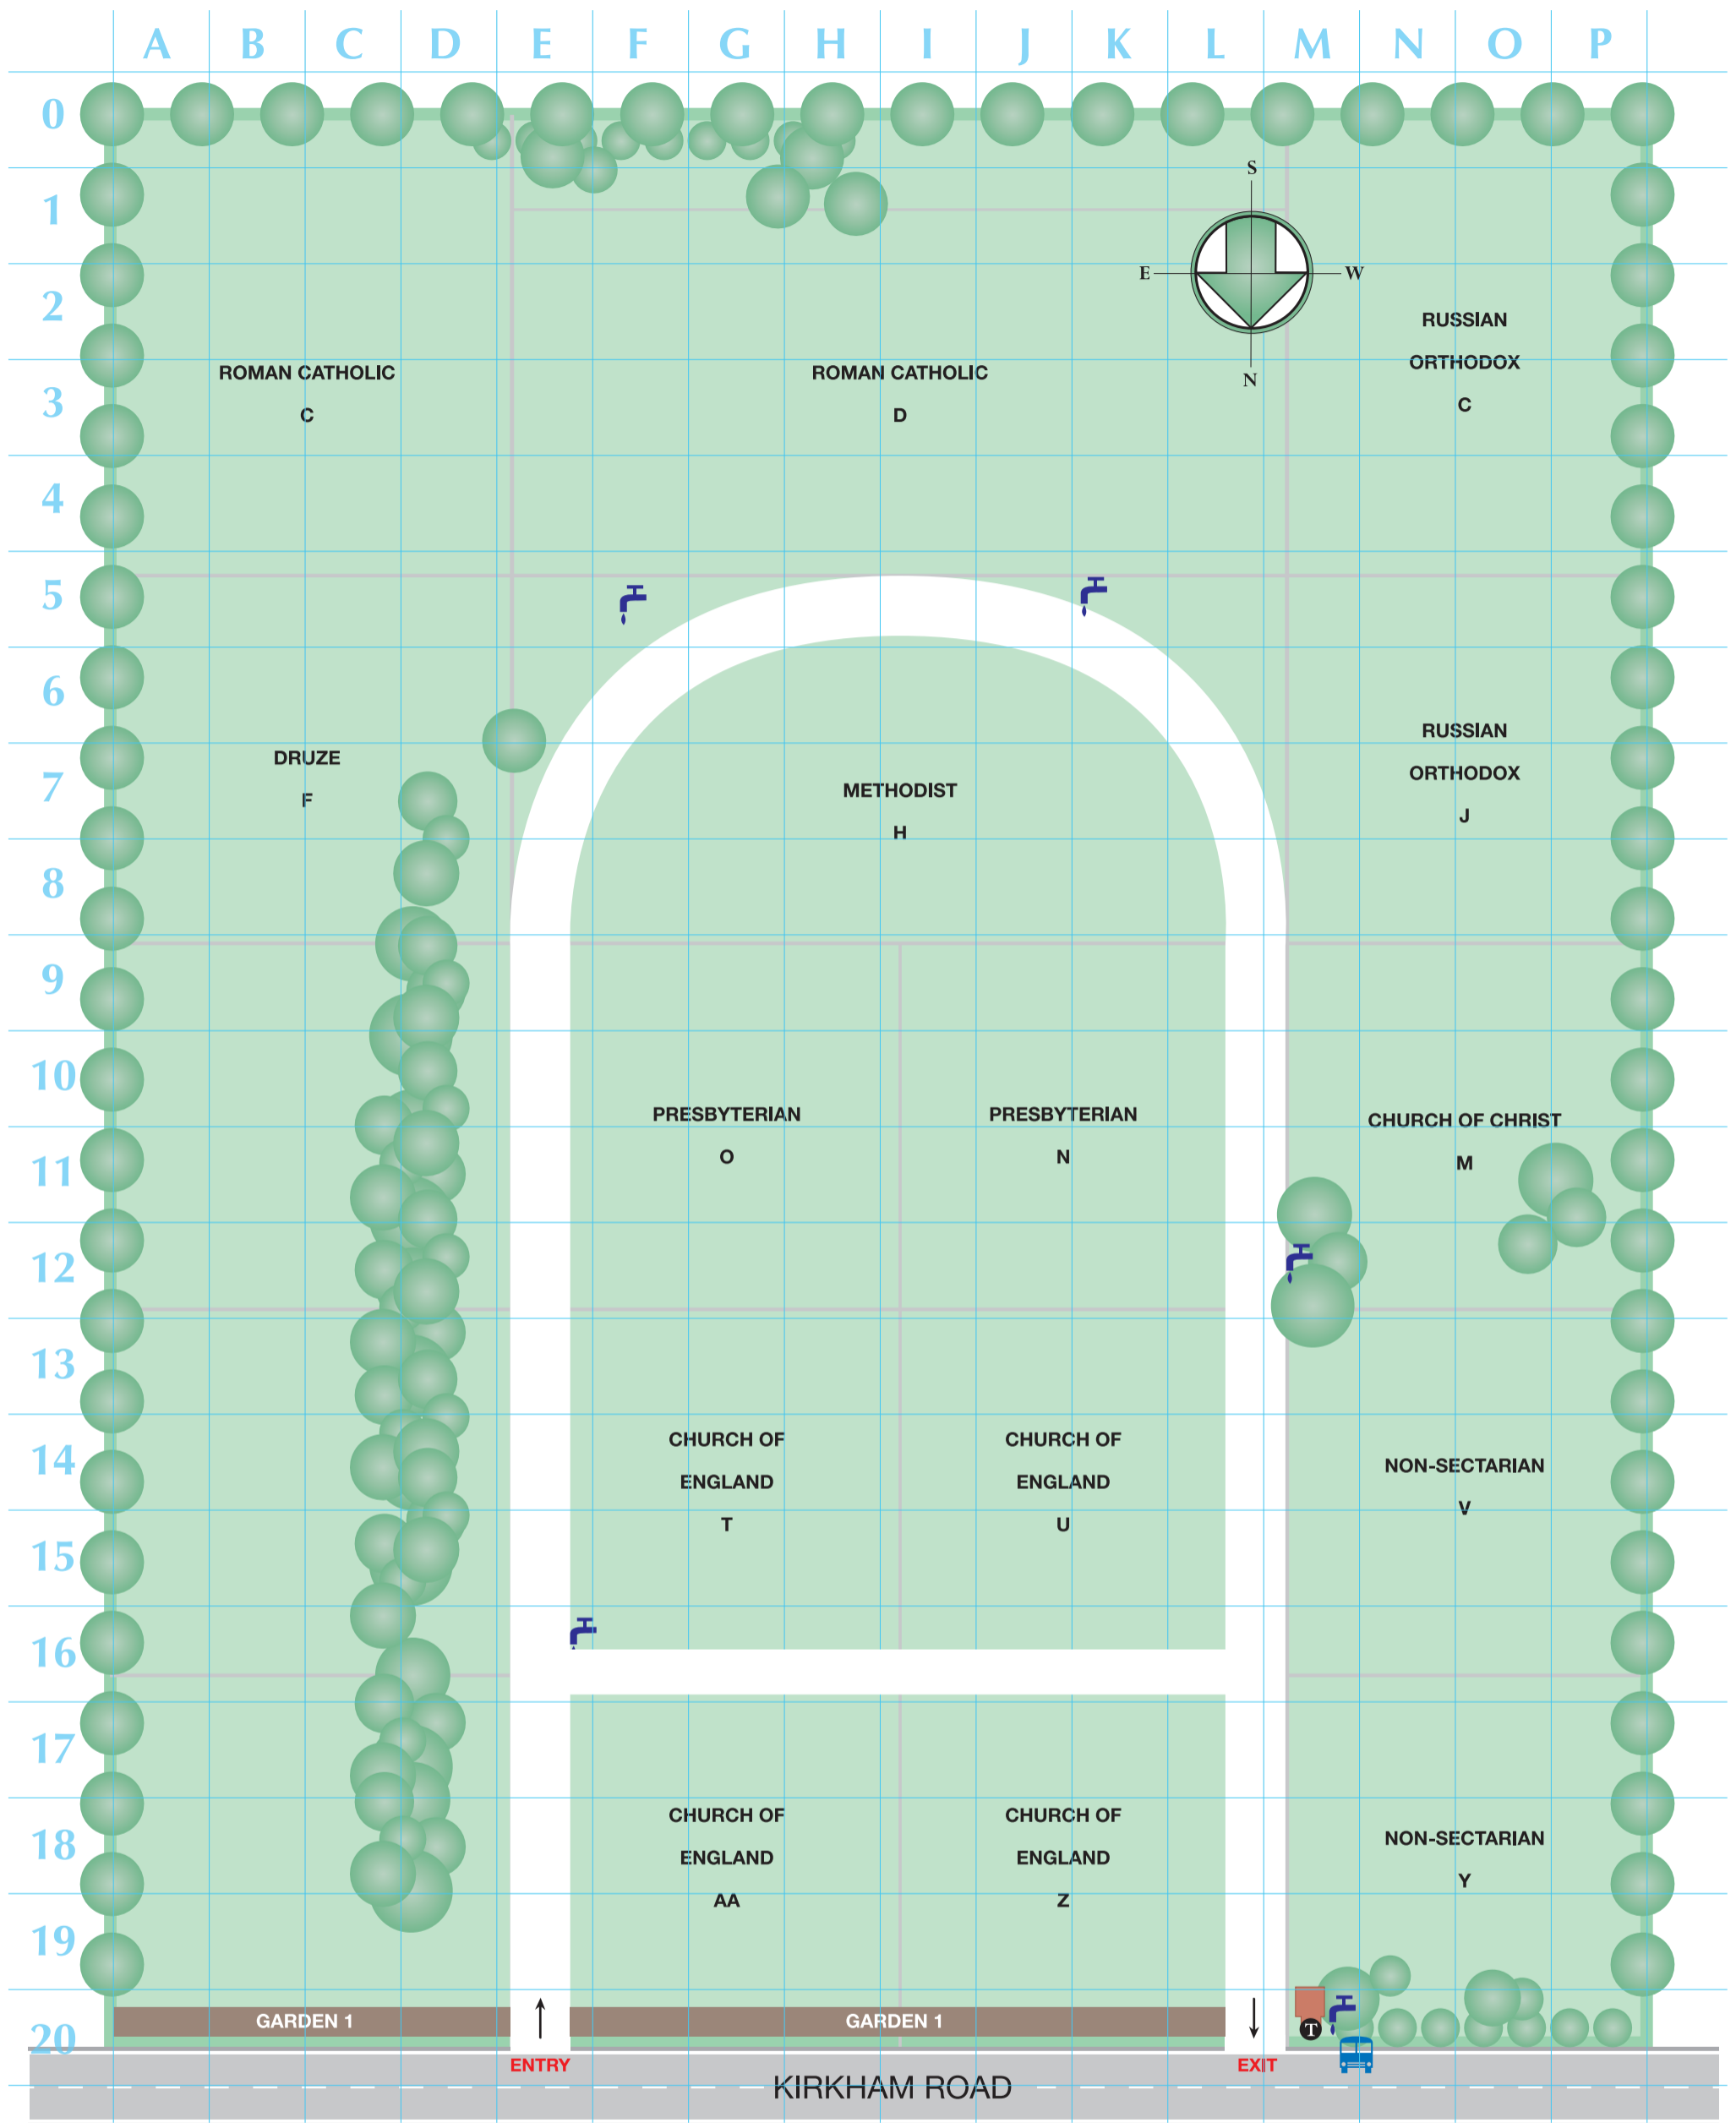 A B C D E F G H I J K L M N O P
0
1
2
3
4
5
6
7
8
9
10
11
12
13
14
15
16
17
18
19
20
S
E W
N
ROMAN CATHOLIC
C
ROMAN CATHOLIC
D
RUSSIAN
ORTHODOX
C
DRUZE
F
METHODIST
H
RUSSIAN
ORTHODOX
J
PRESBYTERIAN
O
PRESBYTERIAN
N
CHURCH OF CHRIST
M
CHURCH OF
ENGLAND
T
CHURCH OF
ENGLAND
U
NON-SECTARIAN
V
CHURCH OF
ENGLAND
AA
CHURCH OF
ENGLAND
Z
NON-SECTARIAN
Y
GARDEN 1
GARDEN 1
T
ENTRY
EXIT
KIRKHAM ROAD